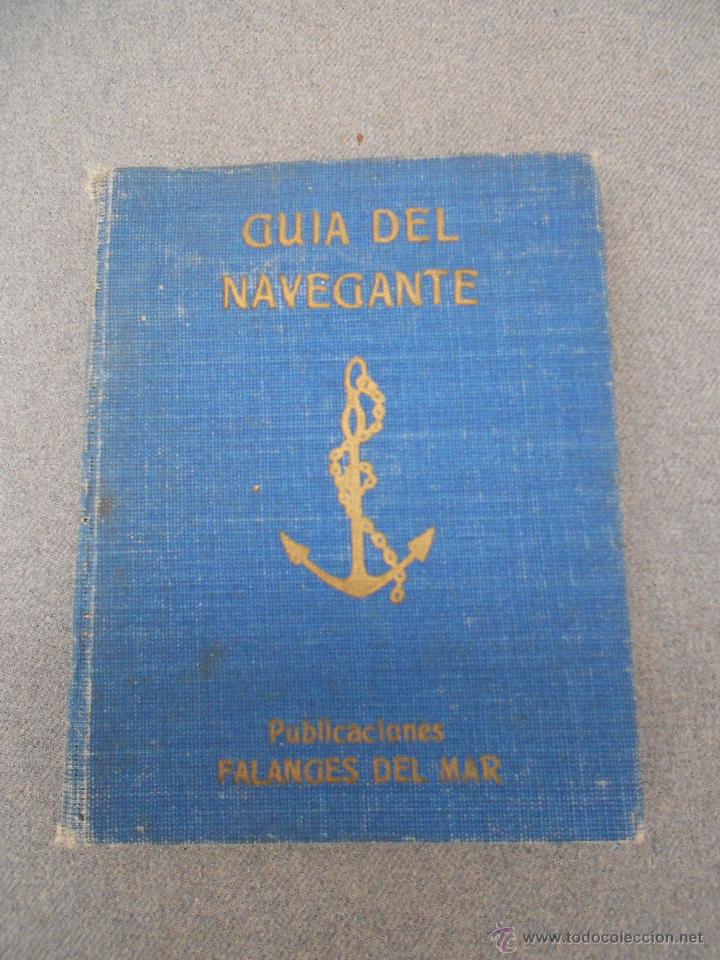 GUIA DEL
NAVEGANTE
Publicaciones
FALANGES DEL MAR
© www.todocoleccion.net